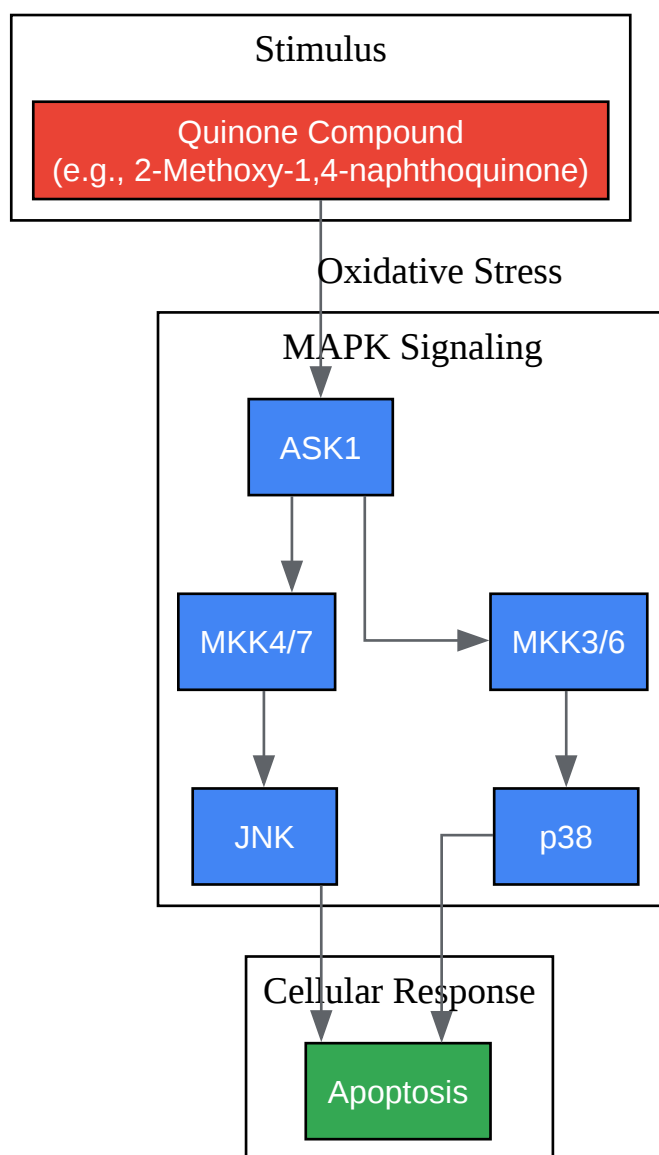 Stimulus
Quinone Compound
(e.g., 2-Methoxy-1,4-naphthoquinone)
Oxidative Stress
MAPK Signaling
ASK1
MKK4/7
MKK3/6
JNK
p38
Cellular Response
Apoptosis